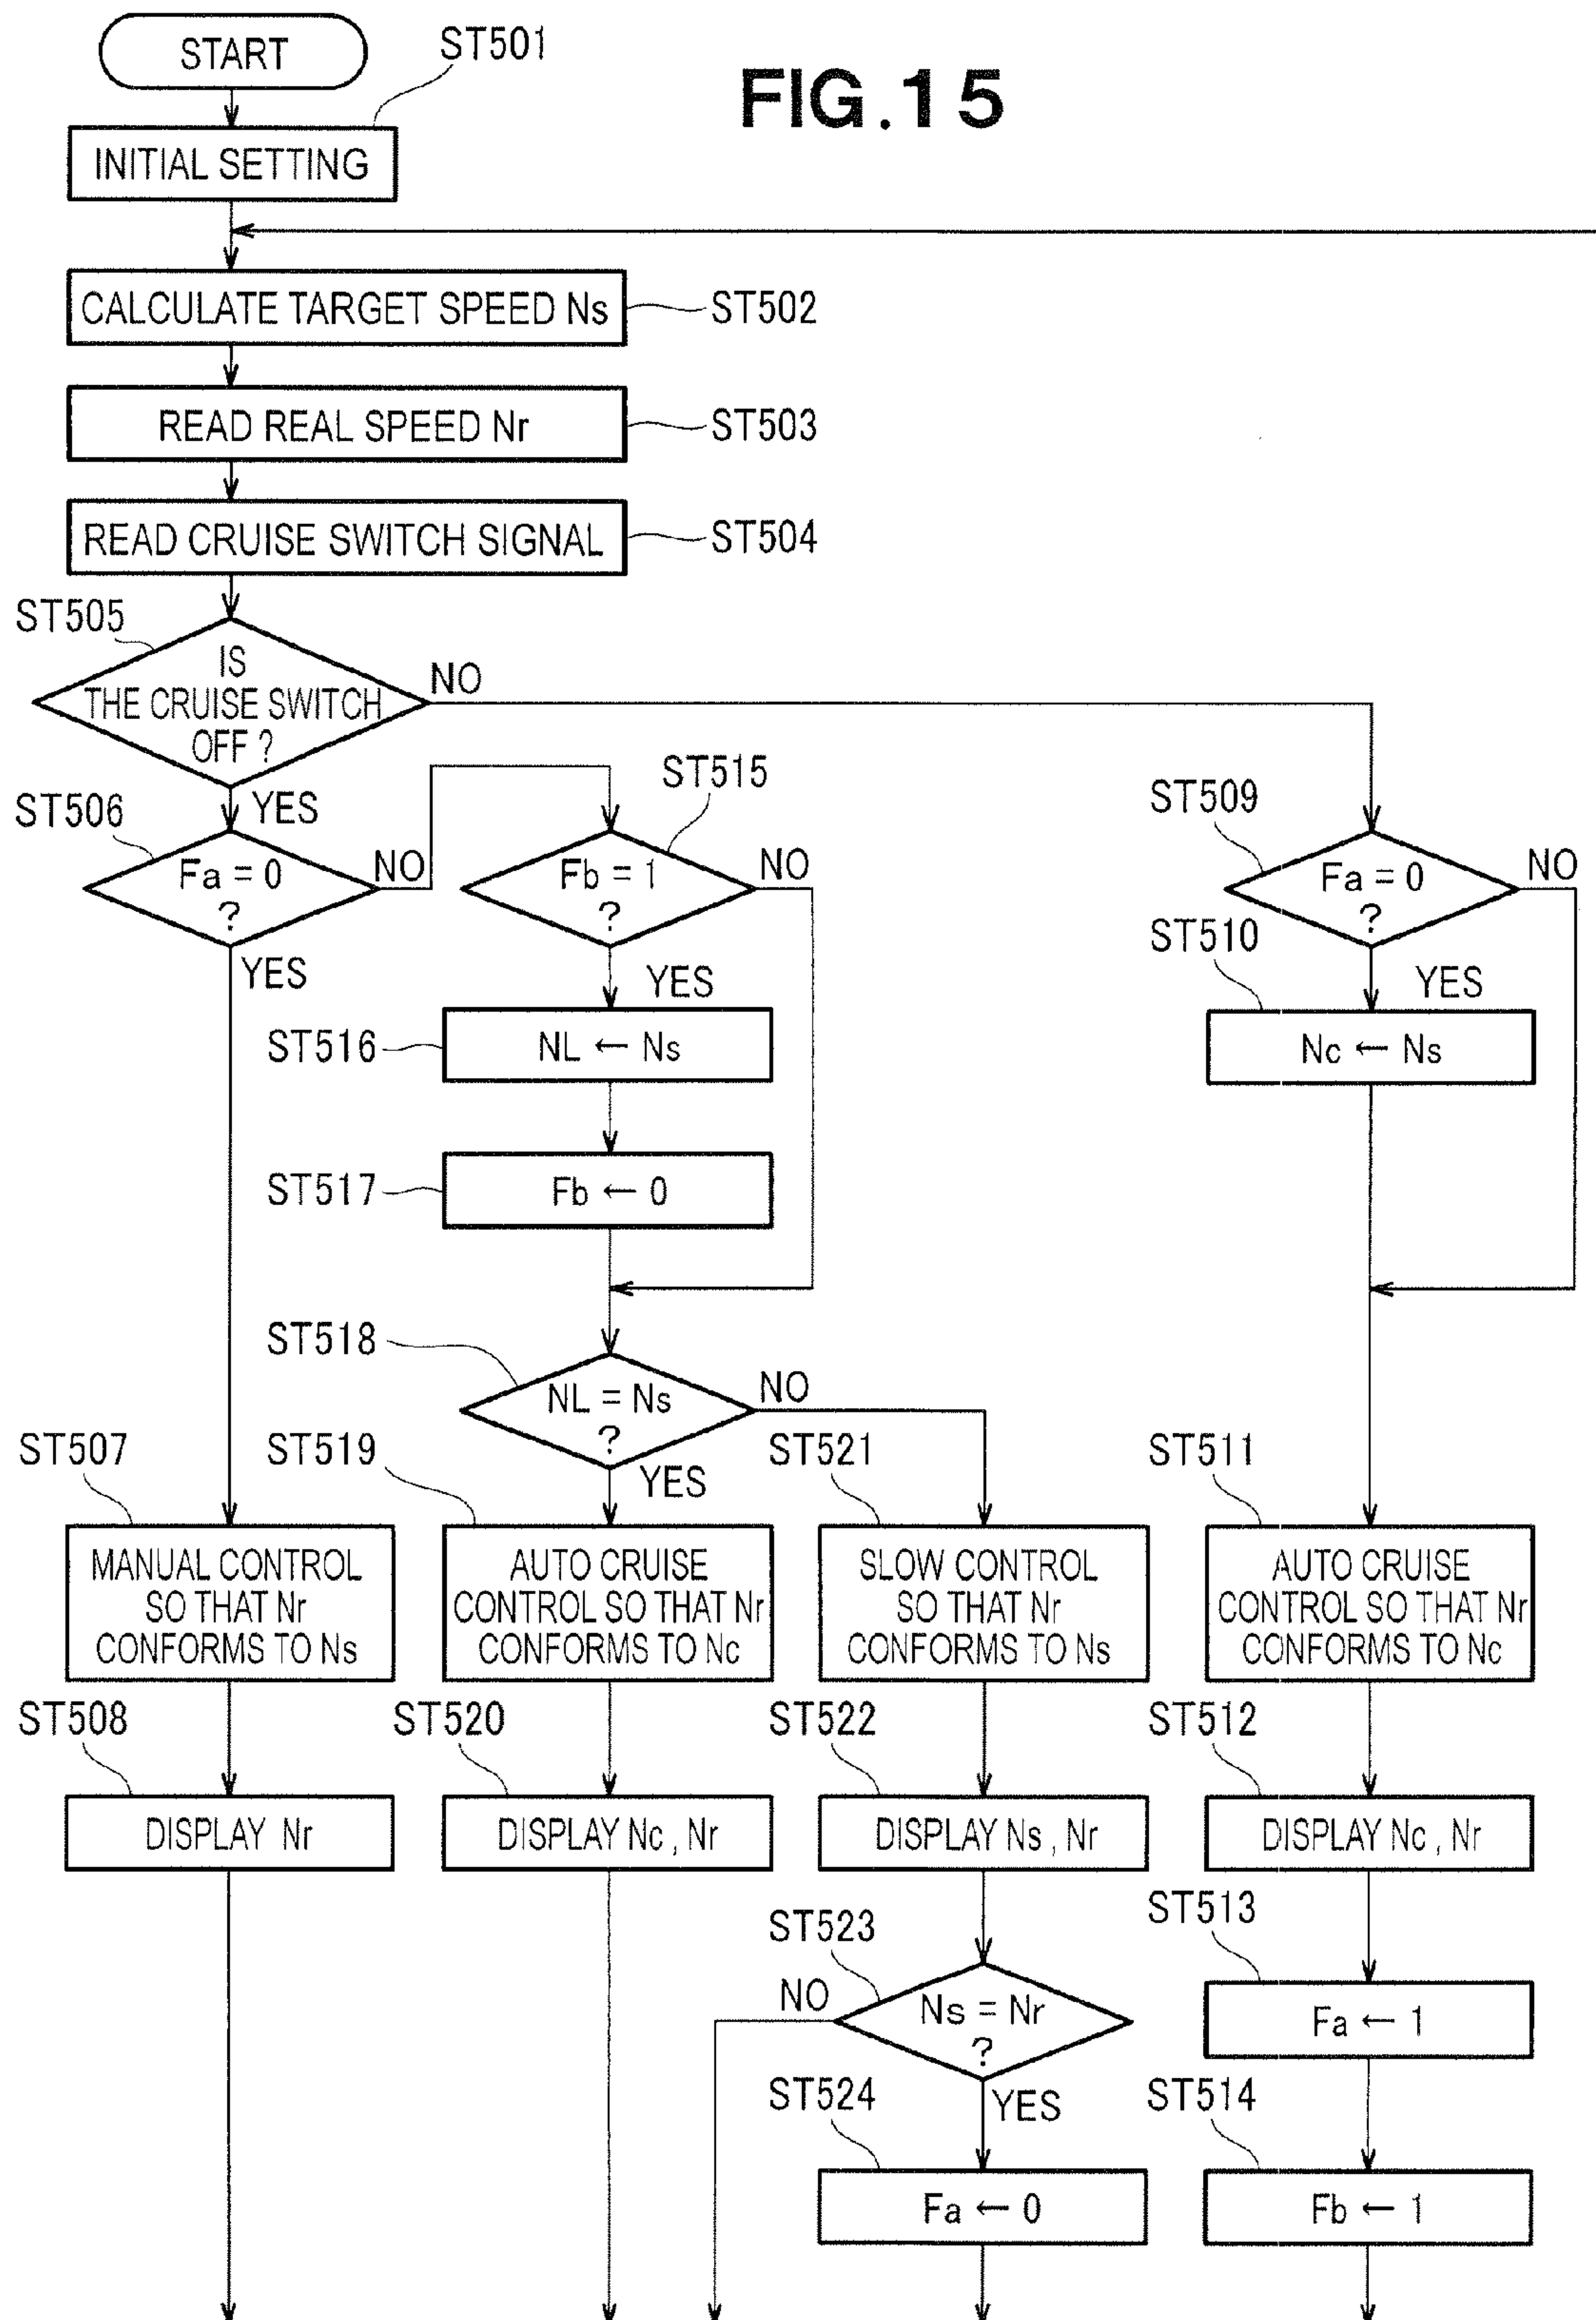 FIG.15
START
ST501
INITIAL SETTING
CALCULATE TARGET SPEED Ns
ST502
READ REAL SPEED Nr
ST503
READ CRUISE SWITCH SIGNAL
ST504
ST505
IS
THE CRUISE SWITCH
OFF ?
NO
YES
ST506
Fa = 0
?
NO
YES
ST515
Fb = 1
?
NO
YES
ST509
Fa = 0
?
NO
YES
ST510
Nc ← Ns
ST516
NL ← Ns
ST517
Fb ← 0
ST518
NL = Ns
?
NO
YES
ST507
MANUAL CONTROL
SO THAT Nr
CONFORMS TO Ns
ST519
AUTO CRUISE
CONTROL SO THAT Nr
CONFORMS TO Nc
ST521
SLOW CONTROL
SO THAT Nr
CONFORMS TO Ns
ST511
AUTO CRUISE
CONTROL SO THAT Nr
CONFORMS TO Nc
ST508
DISPLAY Nr
ST520
DISPLAY Nc , Nr
ST522
DISPLAY Ns , Nr
ST512
DISPLAY Nc , Nr
ST523
Ns = Nr
?
NO
YES
ST513
Fa ← 1
ST524
Fa ← 0
ST514
Fb ← 1